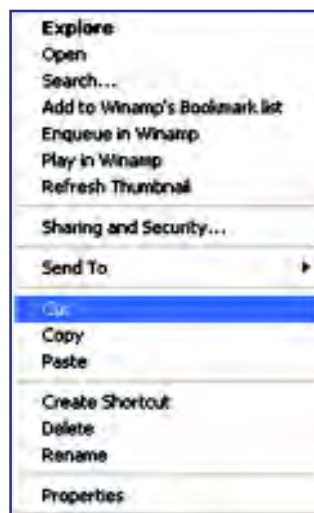 Explore
Open
Search...
Add to Winamp's Bookmark list
Enqueue in Winamp
Play in Winamp
Refresh Thumbnail
Sharing and Security...
Send To
Cut
Copy
Paste
Create Shortcut
Delete
Rename
Properties